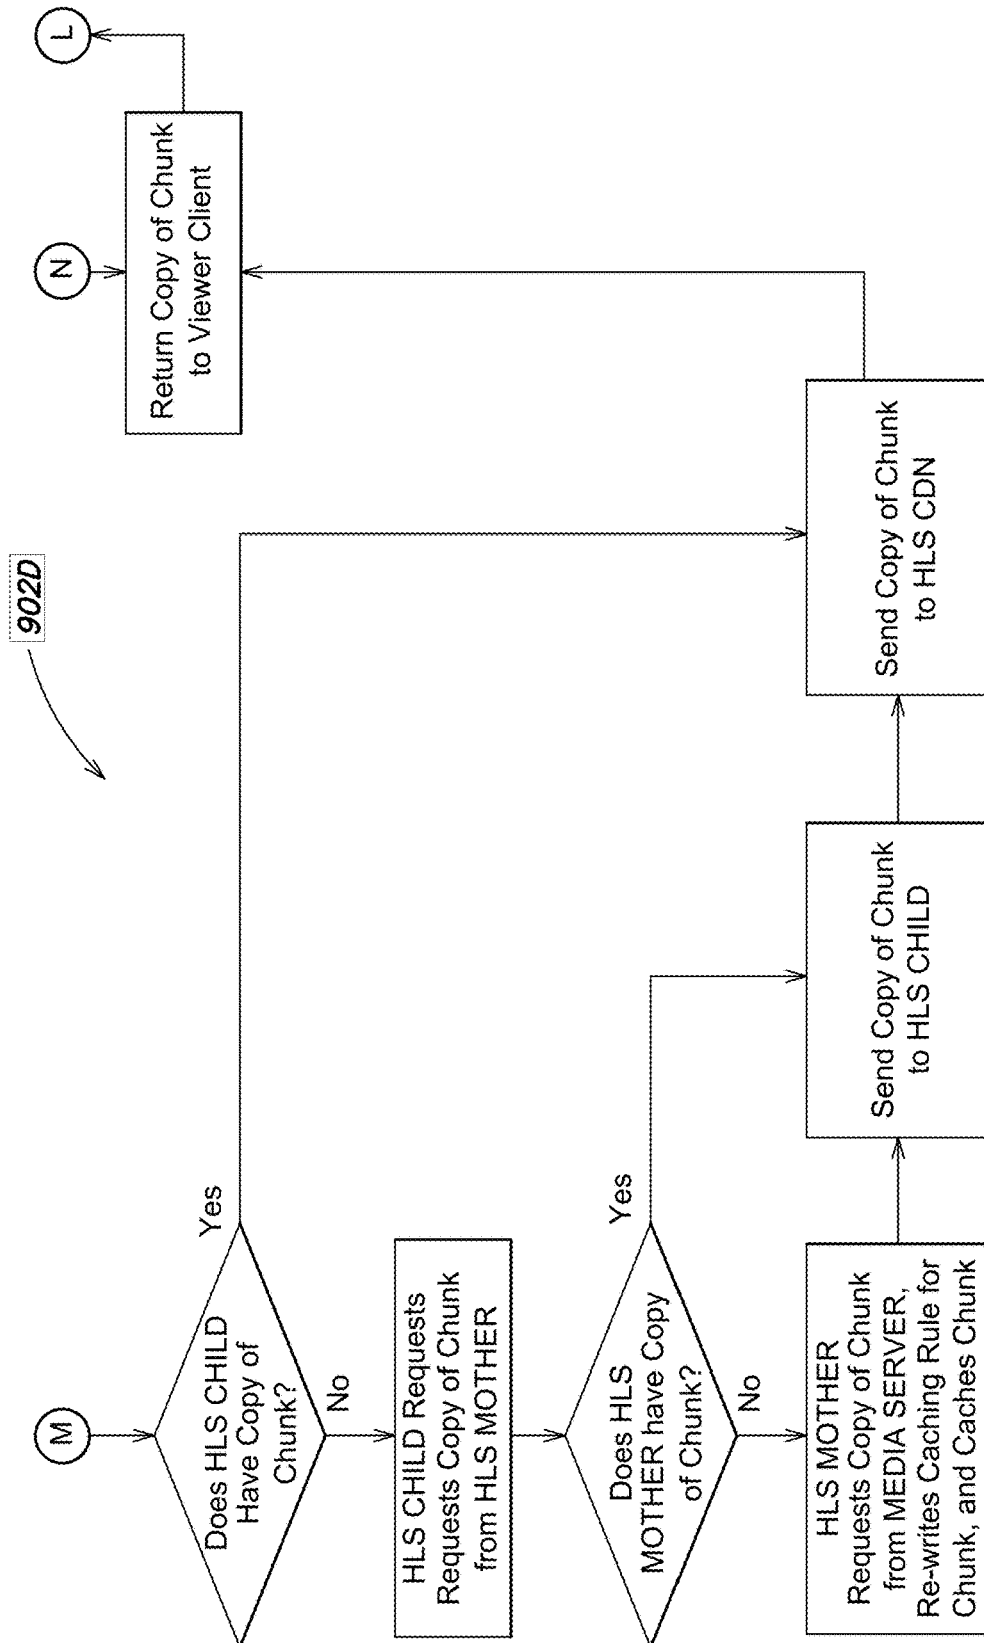 902D
M
Does HLS CHILD
Have Copy of
Chunk?
Yes
No
HLS CHILD Requests
Requests Copy of Chunk
from HLS MOTHER
Does HLS
MOTHER have Copy
of Chunk?
Yes
No
HLS MOTHER
Requests Copy of Chunk
from MEDIA SERVER,
Re-writes Caching Rule for
Chunk, and Caches Chunk
Send Copy of Chunk
to HLS CHILD
Send Copy of Chunk
to HLS CDN
N
Return Copy of Chunk
to Viewer Client
L